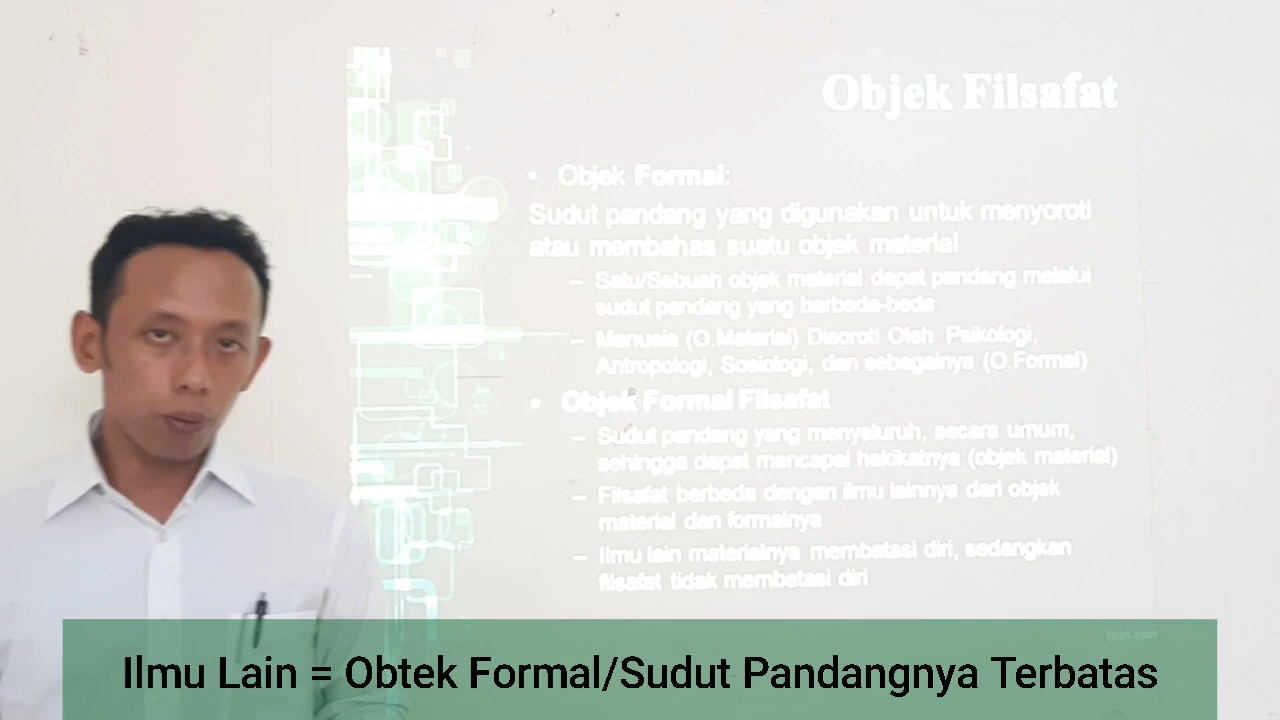 Objek Filsafat
• Objek Formal:
Sudut pandang yang digunakan untuk menyoroti
atau membahas suatu objek material
– Satu/Sebuah objek material dapat pandang melalui
sudut pandang yang berbeda-beda
– Manusia (O.Material) Disoroti Oleh Psikologi,
Antropologi, Sosiologi, dan sebagainya (O.Formal)
• Objek Formal Filsafat
– Sudut pandang yang menyeluruh, secara umum,
sehingga dapat mencapai hakikatnya (objek material)
– Filsafat berbeda dengan ilmu lainnya dari objek
material dan formalnya
– Ilmu lain materialnya membatasi diri, sedangkan
filsafat tidak membatasi diri
fppt.com
Ilmu Lain = Obtek Formal/Sudut Pandangnya Terbatas